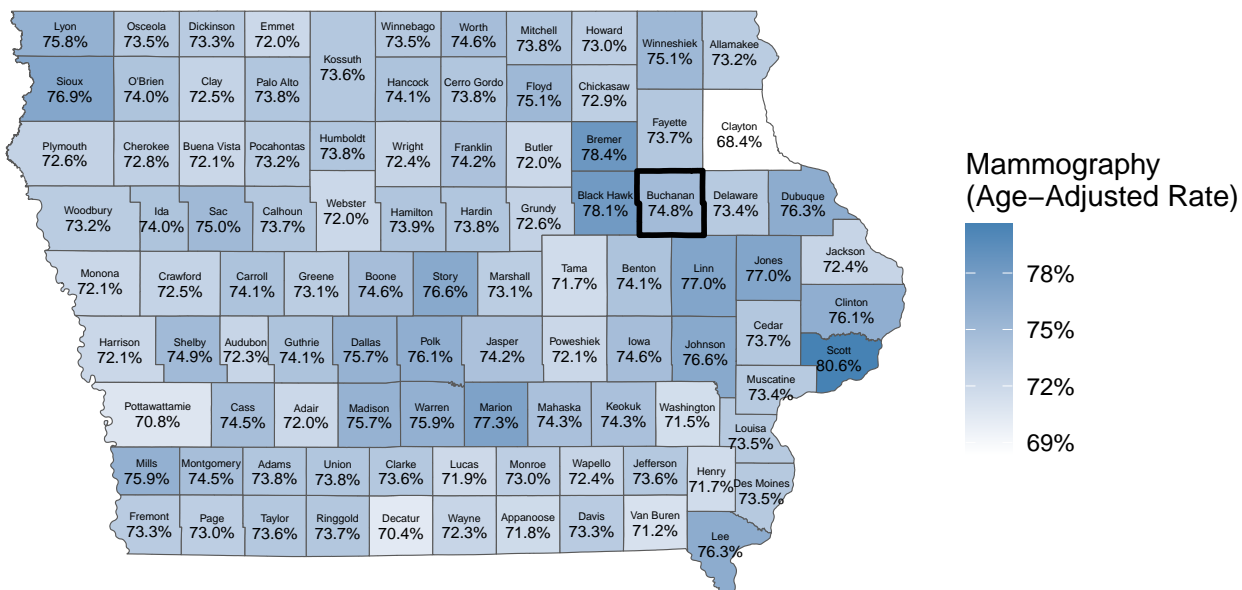 Lyon
75.8%
Osceola
73.5%
Dickinson
73.3%
Emmet
72.0%
Kossuth
73.6%
Winnebago
73.5%
Worth
74.6%
Mitchell
73.8%
Howard
73.0%
Winneshiek
75.1%
Allamakee
73.2%
Sioux
76.9%
O'Brien
74.0%
Clay
72.5%
Palo Alto
73.8%
Hancock
74.1%
Cerro Gordo
73.8%
Floyd
75.1%
Chickasaw
72.9%
Fayette
73.7%
Clayton
68.4%
Plymouth
72.6%
Cherokee
72.8%
Buena Vista
72.1%
Pocahontas
73.2%
Humboldt
73.8%
Wright
72.4%
Franklin
74.2%
Butler
72.0%
Bremer
78.4%
Woodbury
73.2%
Ida
74.0%
Sac
75.0%
Calhoun
73.7%
Webster
72.0%
Hamilton
73.9%
Hardin
73.8%
Grundy
72.6%
Black Hawk
78.1%
Buchanan
74.8%
Delaware
73.4%
Dubuque
76.3%
Monona
72.1%
Crawford
72.5%
Carroll
74.1%
Greene
73.1%
Boone
74.6%
Story
76.6%
Marshall
73.1%
Tama
71.7%
Benton
74.1%
Linn
77.0%
Jones
77.0%
Jackson
72.4%
Clinton
76.1%
Harrison
72.1%
Shelby
74.9%
Audubon
72.3%
Guthrie
74.1%
Dallas
75.7%
Polk
76.1%
Jasper
74.2%
Poweshiek
72.1%
Iowa
74.6%
Johnson
76.6%
Cedar
73.7%
Scott
80.6%
Muscatine
73.4%
Pottawattamie
70.8%
Cass
74.5%
Adair
72.0%
Madison
75.7%
Warren
75.9%
Marion
77.3%
Mahaska
74.3%
Keokuk
74.3%
Washington
71.5%
Louisa
73.5%
Mills
75.9%
Montgomery
74.5%
Adams
73.8%
Union
73.8%
Clarke
73.6%
Lucas
71.9%
Monroe
73.0%
Wapello
72.4%
Jefferson
73.6%
Henry
71.7%
Des Moines
73.5%
Fremont
73.3%
Page
73.0%
Taylor
73.6%
Ringgold
73.7%
Decatur
70.4%
Wayne
72.3%
Appanoose
71.8%
Davis
73.3%
Van Buren
71.2%
Lee
76.3%
Mammography
(Age−Adjusted Rate)
78%
75%
72%
69%